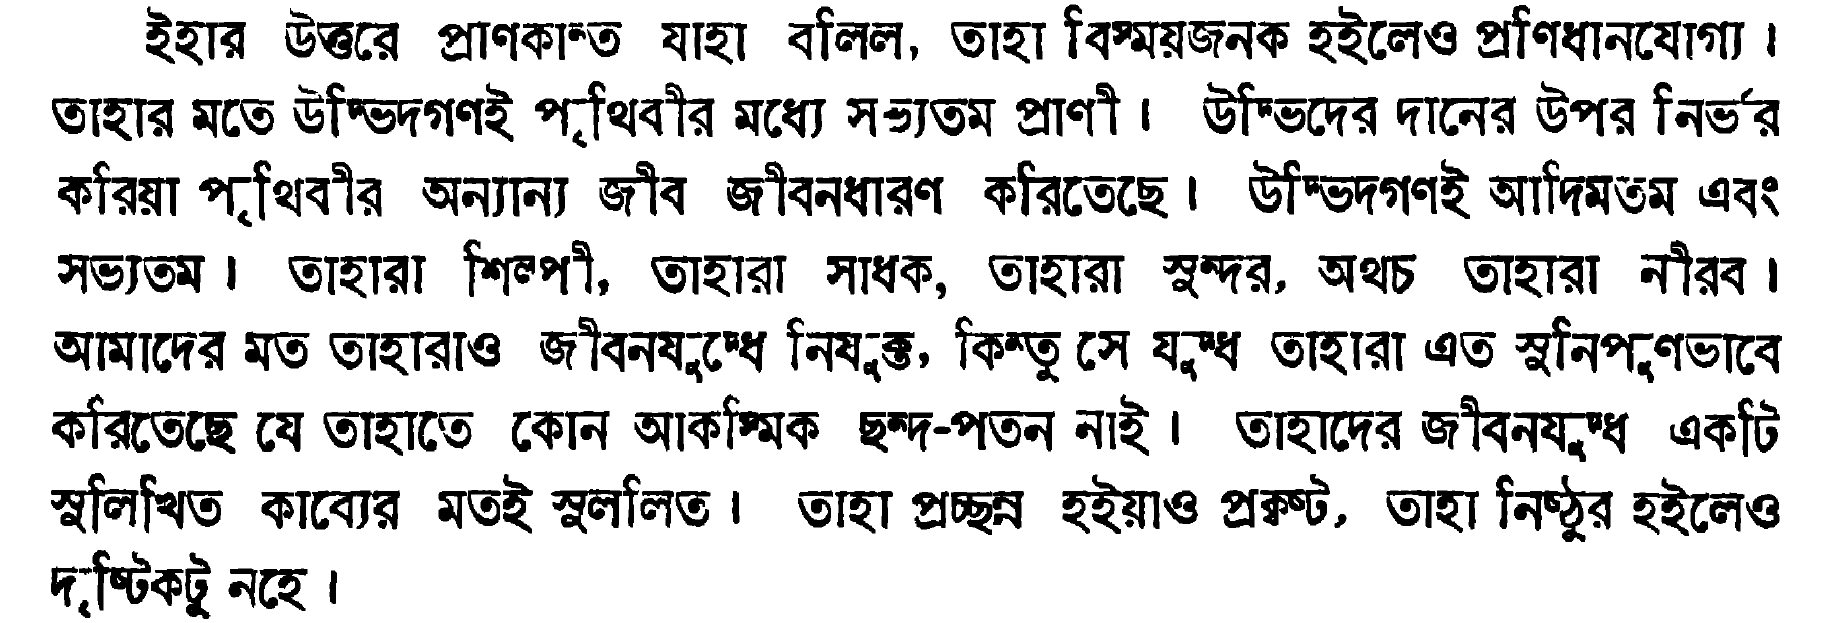 ইহার উত্তরে প্রাণকান্ত যাহা বলিল, তাহা বিস্ময়জনক হইলেও প্রণিধানযোগ্য।
তাহার মতে উদ্ভিদগণই পৃথিবীর মধ্যে সভ্যতম প্রাণী। উদ্ভিদের দানের উপর নির্ভর
করিয়া পৃথিবীর অন্যান্য জীব জীবনধারণ করিতেছে। উদ্ভিদগণই আদিমতম এবং
সভ্যতম। তাহারা শিল্পী, তাহারা সাধক, তাহারা সুন্দর, অথচ তাহারা নীরব।
আমাদের মত তাহারাও জীবনযুদ্ধে নিযুক্ত, কিন্তু সে যুদ্ধ তাহারা এত সুনিপুণভাবে
করিতেছে যে তাহাতে কোন আকস্মিক ছন্দ-পতন নাই। তাহাদের জীবনযুদ্ধ একটি
সুলিখিত কাব্যের মতই সুললিত। তাহা প্রচ্ছন্ন হইয়াও প্রকৃষ্ট, তাহা নিষ্ঠুর হইলেও
দৃষ্টিকটু নহে।